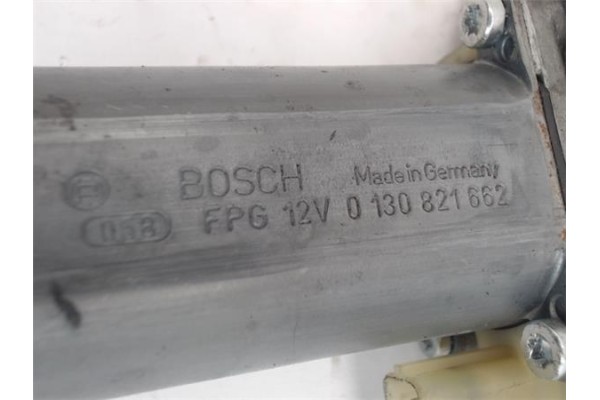 BOSCH Made in Germany
FPG 12V 0 130 821 662